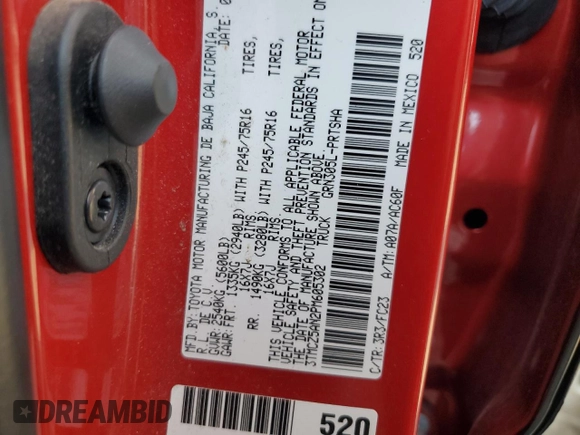 MFD.BY:TOYOTA MOTOR MANUFACTURING DE BAJA CALIFORNIA, S.
R.L. DE C.V. DATE: 0
GVWR:2540KG (5600LB)
GAWR:FRT. 1335KG (2940LB) WITH P245/75R16 TIRES,
16X7J RIMS,
RR. 1490KG (3280LB) WITH P245/75R16 TIRES,
16X7J RIMS.
THIS VEHICLE CONFORMS TO ALL APPLICABLE FEDERAL MOTOR
VEHICLE SAFETY AND THEFT PREVENTION STANDARDS IN EFFECT ON
THE DATE OF MANUFACTURE SHOWN ABOVE.
3TMCZ5AN2PM605302 TRUCK GRN305L-PRTSHA
C/TR:3R3/FC23 A/TM:A07A/AC60F MADE IN MEXICO 520
520
DREAMBID